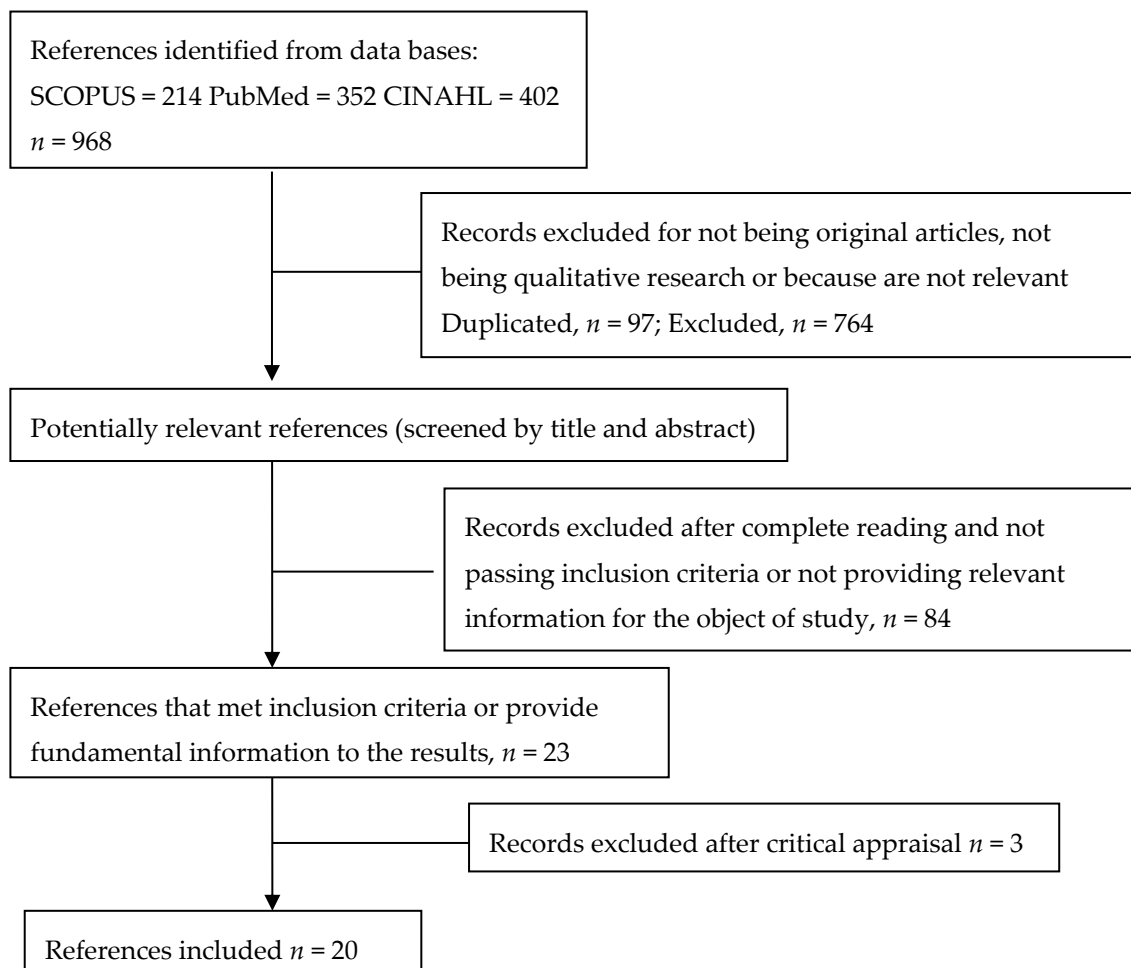 References identified from data bases:
SCOPUS = 214 PubMed = 352 CINAHL = 402
n = 968
Records excluded for not being original articles, not
being qualitative research or because are not relevant
Duplicated, n = 97; Excluded, n = 764
Potentially relevant references (screened by title and abstract)
Records excluded after complete reading and not
passing inclusion criteria or not providing relevant
information for the object of study, n = 84
References that met inclusion criteria or provide
fundamental information to the results, n = 23
Records excluded after critical appraisal n = 3
References included n = 20